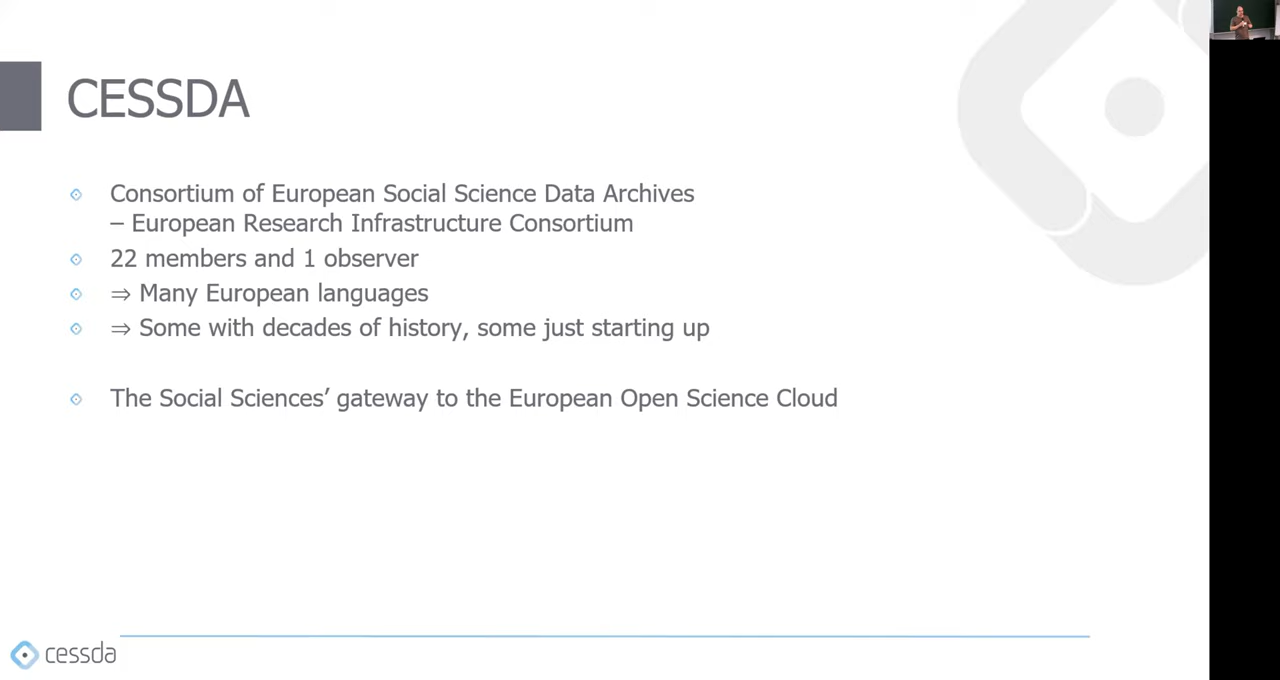 CESSDA
Consortium of European Social Science Data Archives
– European Research Infrastructure Consortium
22 members and 1 observer
⇒ Many European languages
⇒ Some with decades of history, some just starting up
The Social Sciences’ gateway to the European Open Science Cloud
cessda